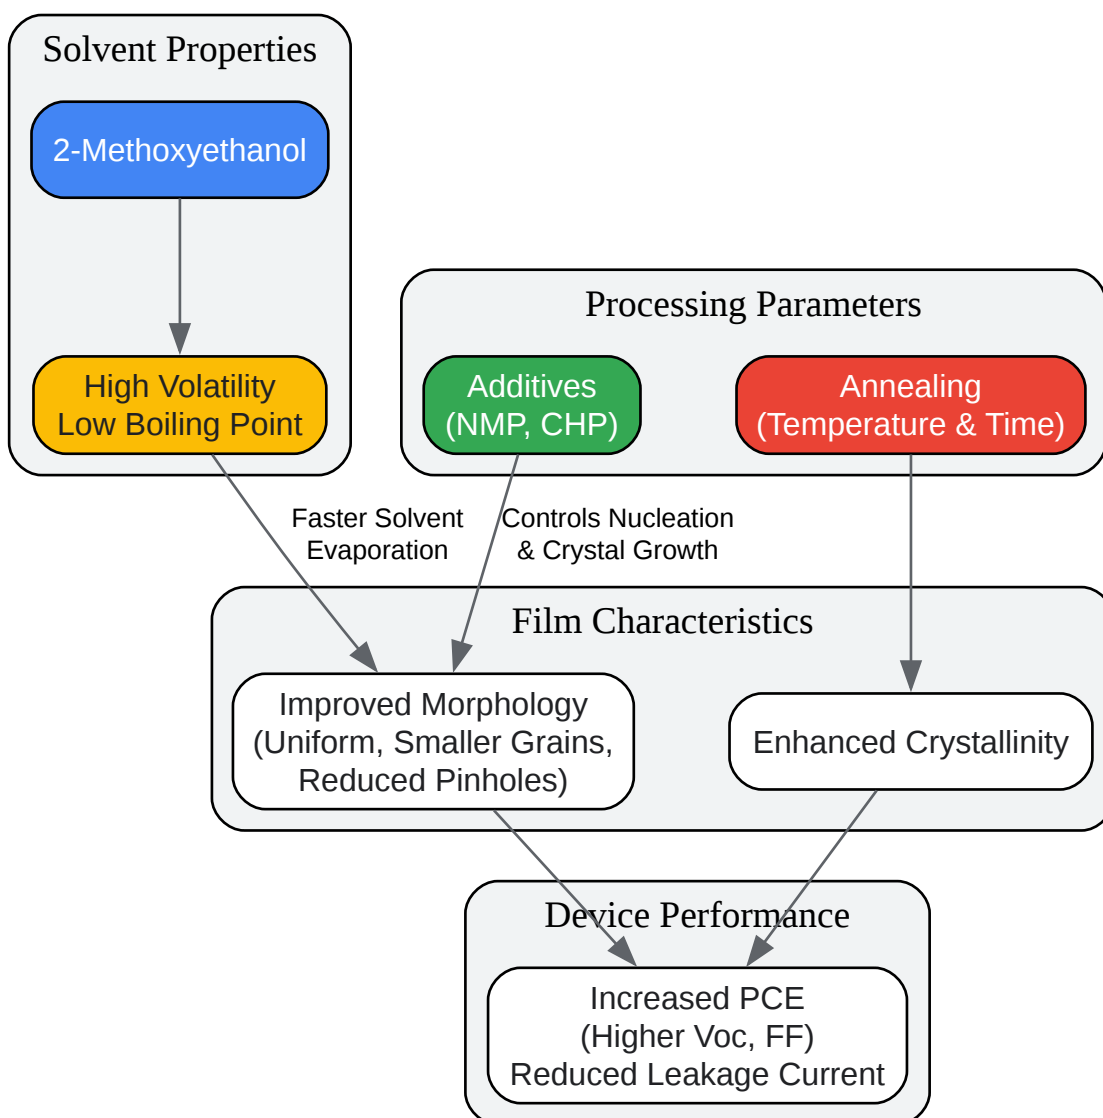 Solvent Properties
2-Methoxyethanol
High Volatility
Low Boiling Point
Processing Parameters
Additives
(NMP, CHP)
Annealing
(Temperature & Time)
Faster Solvent
Evaporation
Controls Nucleation
& Crystal Growth
Film Characteristics
Improved Morphology
(Uniform, Smaller Grains,
Reduced Pinholes)
Enhanced Crystallinity
Device Performance
Increased PCE
(Higher Voc, FF)
Reduced Leakage Current